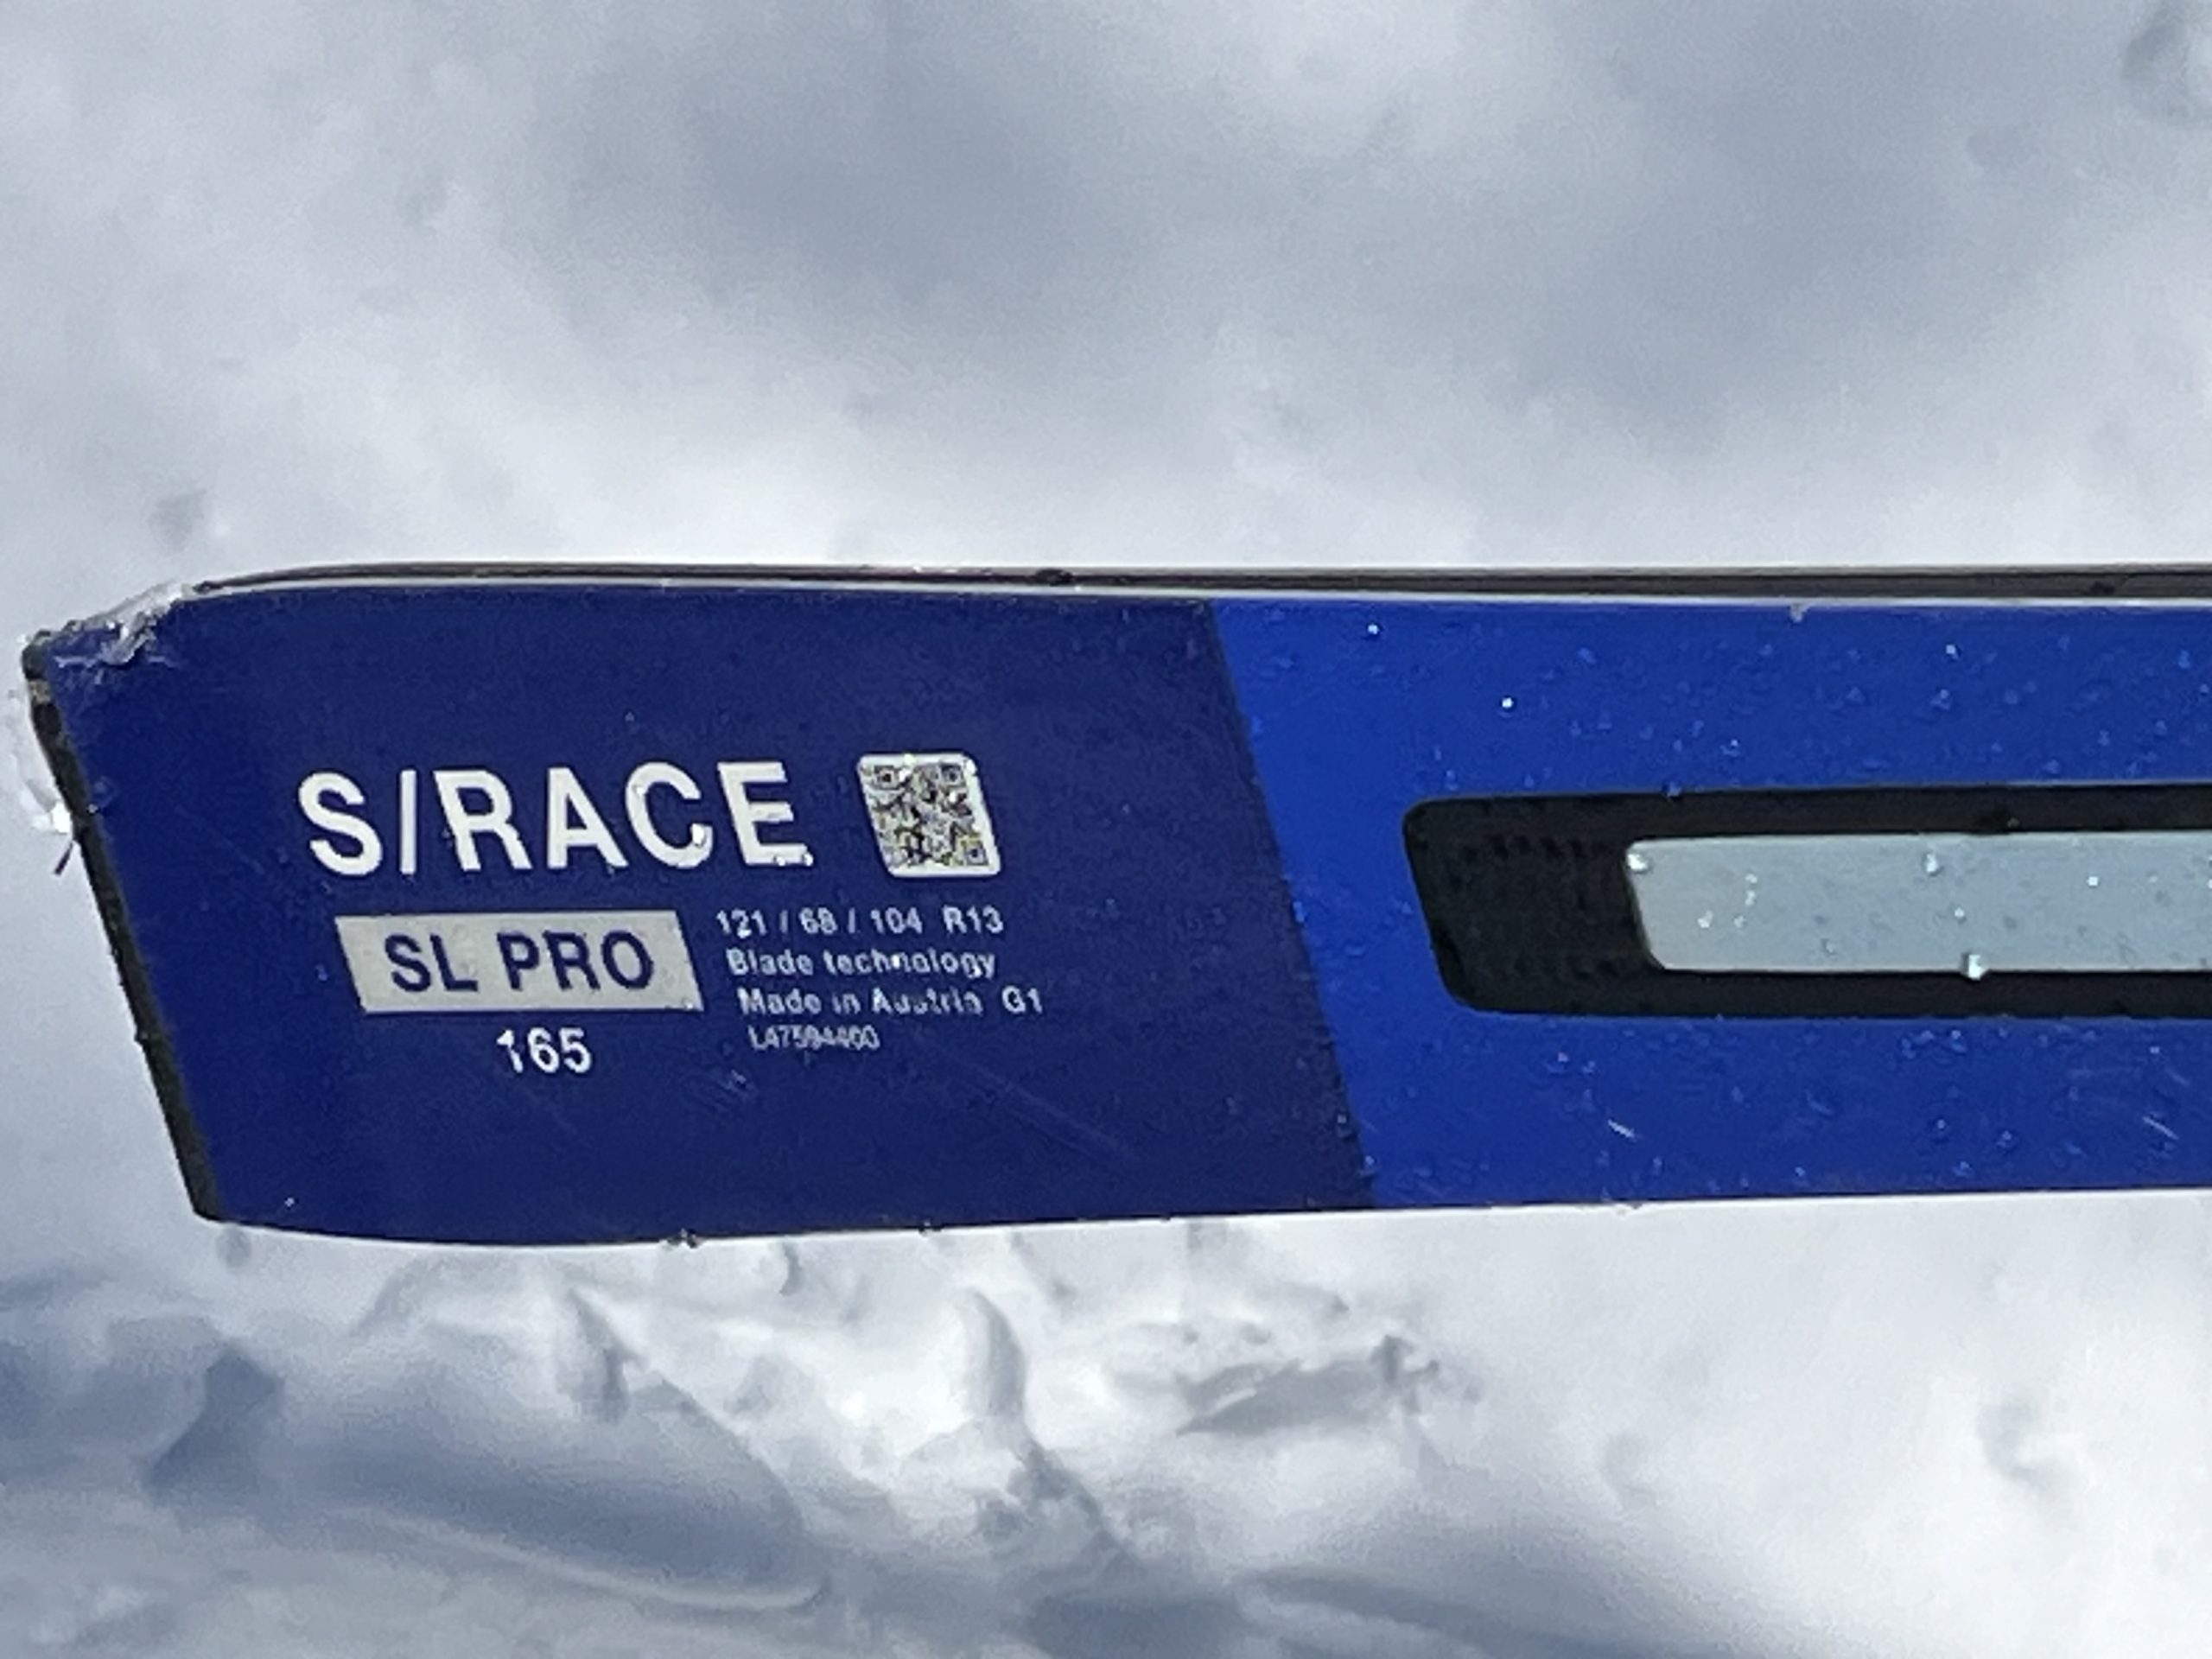 S/RACE
SL PRO
165
121 / 68 / 104 R13
Blade technology
Made in Austria G1
L47594400